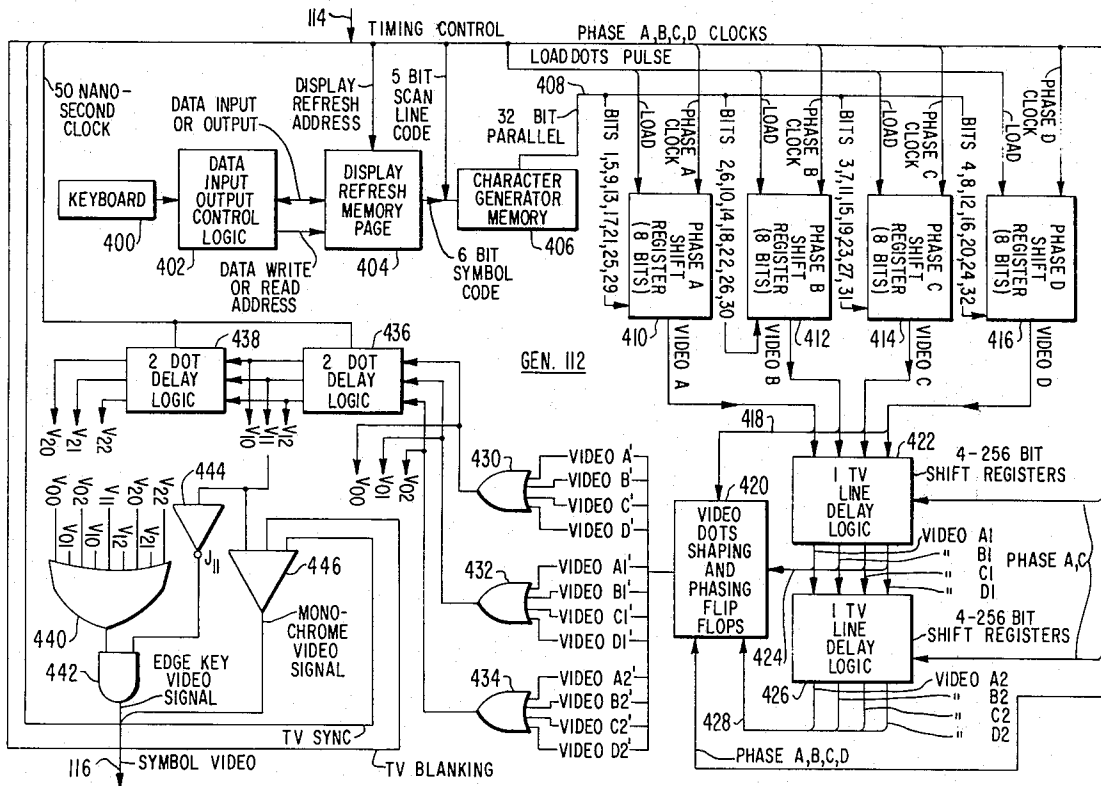 114
TIMING CONTROL
PHASE A,B,C,D CLOCKS
LOAD DOTS PULSE
50 NANO-
SECOND
CLOCK
DATA INPUT
OR OUTPUT
DISPLAY
REFRESH
ADDRESS
5 BIT
SCAN
LINE
CODE
32 BIT
PARALLEL
408
BITS 1,5,9,13,17,21,25,29
LOAD
PHASE A
CLOCK
BITS 2,6,10,14,18,22,26,30
LOAD
PHASE B
CLOCK
BITS 3,7,11,15,19,23,27,31
LOAD
PHASE C
CLOCK
BITS 4,8,12,16,20,24,32
LOAD
PHASE D
CLOCK
KEYBOARD
400
DATA
INPUT
OUTPUT
CONTROL
LOGIC
402
DISPLAY
REFRESH
MEMORY
PAGE
404
CHARACTER
GENERATOR
MEMORY
406
DATA WRITE
OR READ
ADDRESS
6 BIT
SYMBOL
CODE
PHASE A
SHIFT
REGISTER
(8 BITS)
410
PHASE B
SHIFT
REGISTER
(8 BITS)
412
PHASE C
SHIFT
REGISTER
(8 BITS)
414
PHASE D
SHIFT
REGISTER
(8 BITS)
416
VIDEO A
VIDEO B
VIDEO C
VIDEO D
438
2 DOT
DELAY
LOGIC
436
2 DOT
DELAY
LOGIC
GEN. 112
V20
V21
V22
V10
V11
V12
V00
V01
V02
418
422
4-256 BIT
SHIFT REGISTERS
1 TV
LINE
DELAY
LOGIC
430
VIDEO A'
VIDEO B'
VIDEO C'
VIDEO D'
420
VIDEO
DOTS
SHAPING
AND
PHASING
FLIP
FLOPS
VIDEO A1
" B1
" C1
" D1
PHASE A,C
432
VIDEO A1'
VIDEO B1'
VIDEO C1'
VIDEO D1'
424
1 TV
LINE
DELAY
LOGIC
4-256 BIT
SHIFT REGISTERS
426
434
VIDEO A2'
VIDEO B2'
VIDEO C2'
VIDEO D2'
428
VIDEO A2
" B2
" C2
" D2
PHASE A,B,C,D
V00
V02
V11
V20
V22
V01
V10
V12
V21
444
J11
446
440
442
MONO-
CHROME
VIDEO
SIGNAL
EDGE KEY
VIDEO
SIGNAL
TV SYNC
TV BLANKING
116
SYMBOL VIDEO